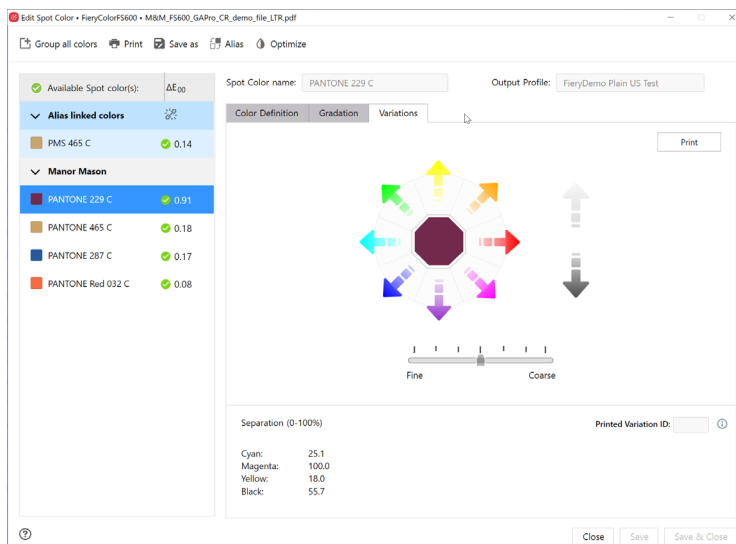 Edit Spot Color • FieryColorFS600 • M&M_FS600_GAPro_CR_demo_file_LTR.pdf
Group all colors Print Save as Alias Optimize
Available Spot color(s): ΔE00
Alias linked colors
PMS 465 C 0.14
Manor Mason
PANTONE 229 C 0.91
PANTONE 465 C 0.18
PANTONE 287 C 0.17
PANTONE Red 032 C 0.08
Spot Color name: PANTONE 229 C Output Profile: FieryDemo Plain US Test
Color Definition Gradation Variations
Print
Fine Coarse
Separation (0-100%) Printed Variation ID:
Cyan: 25.1
Magenta: 100.0
Yellow: 18.0
Black: 55.7
Close Save Save & Close